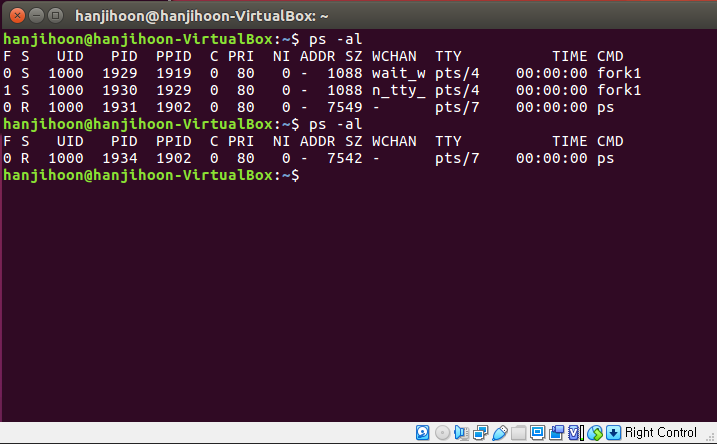 hanjihoon@hanjihoon-VirtualBox: ~
hanjihoon@hanjihoon-VirtualBox:~$ ps -al
F S   UID   PID  PPID  C PRI  NI ADDR SZ WCHAN  TTY          TIME CMD
0 S  1000  1929  1919  0  80   0 -  1088 wait_w pts/4    00:00:00 fork1
1 S  1000  1930  1929  0  80   0 -  1088 n_tty_ pts/4    00:00:00 fork1
0 R  1000  1931  1902  0  80   0 -  7549 -      pts/7    00:00:00 ps
hanjihoon@hanjihoon-VirtualBox:~$ ps -al
F S   UID   PID  PPID  C PRI  NI ADDR SZ WCHAN  TTY          TIME CMD
0 R  1000  1934  1902  0  80   0 -  7542 -      pts/7    00:00:00 ps
hanjihoon@hanjihoon-VirtualBox:~$
Right Control